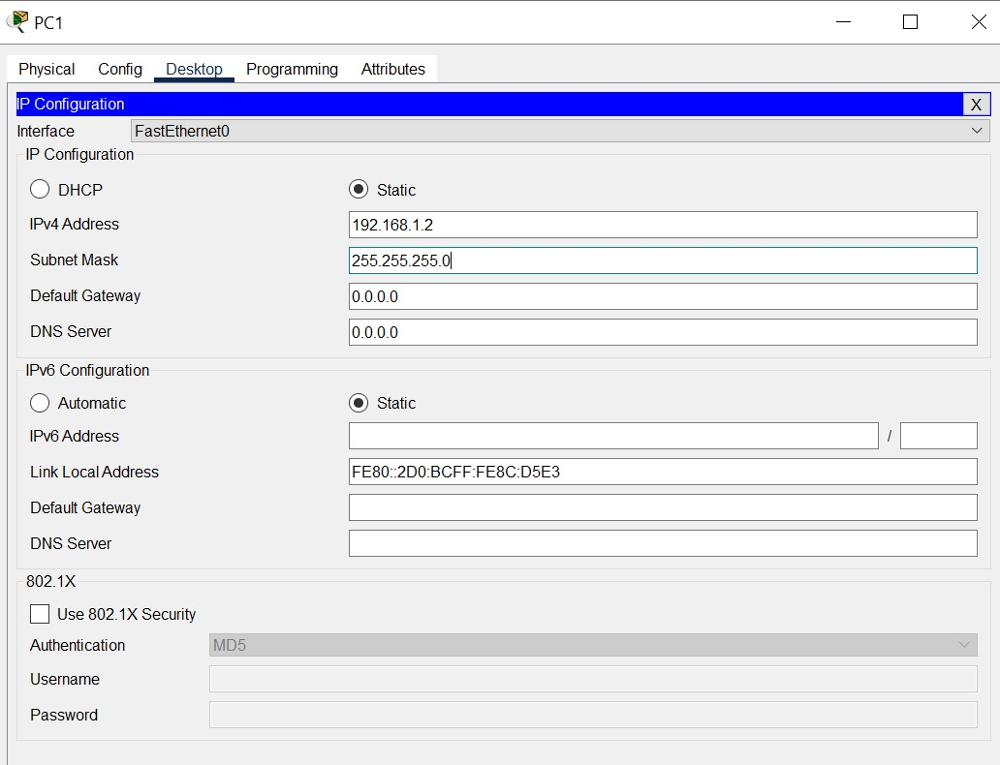 PC1
Physical Config Desktop Programming Attributes
IP Configuration X
Interface FastEthernet0
IP Configuration
DHCP Static
IPv4 Address 192.168.1.2
Subnet Mask 255.255.255.0
Default Gateway 0.0.0.0
DNS Server 0.0.0.0
IPv6 Configuration
Automatic Static
IPv6 Address /
Link Local Address FE80::2D0:BCFF:FE8C:D5E3
Default Gateway
DNS Server
802.1X
Use 802.1X Security
Authentication MD5
Username
Password